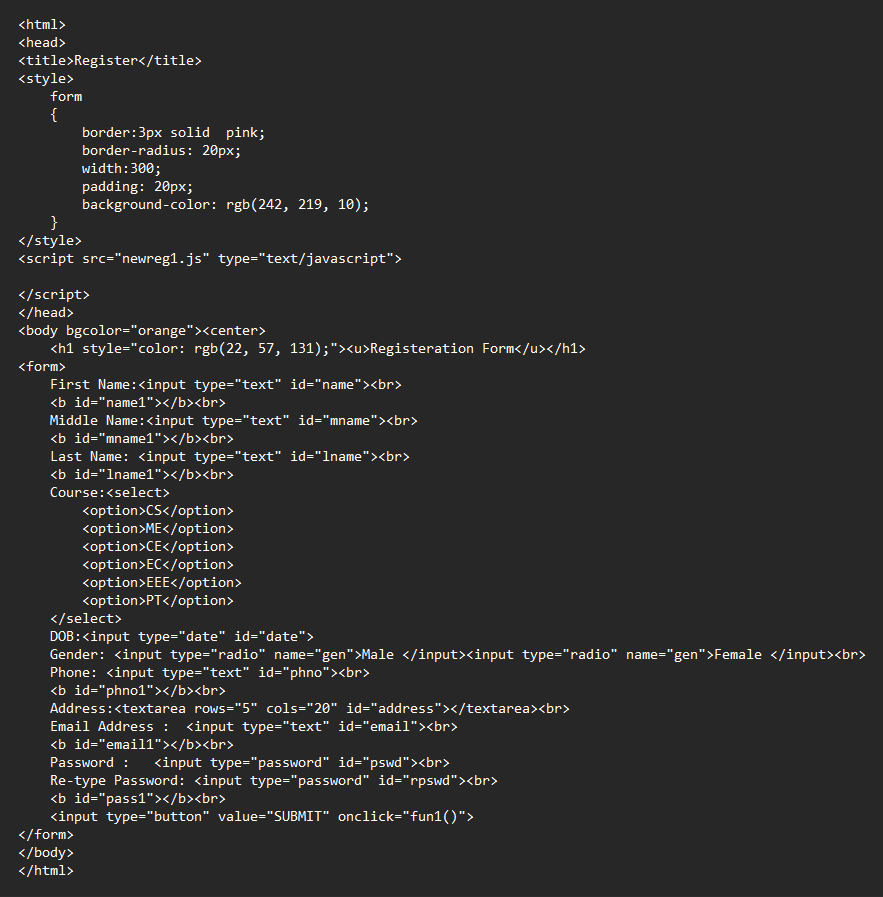 <html>
<head>
<title>Register</title>
<style>
    form
    {
        border:3px solid  pink;
        border-radius: 20px;
        width:300;
        padding: 20px;
        background-color: rgb(242, 219, 10);
    }
</style>
<script src="newreg1.js" type="text/javascript">

</script>
</head>
<body bgcolor="orange"><center>
    <h1 style="color: rgb(22, 57, 131);"><u>Registeration Form</u></h1>
<form>
    First Name:<input type="text" id="name"><br>
    <b id="name1"></b><br>
    Middle Name:<input type="text" id="mname"><br>
    <b id="mname1"></b><br>
    Last Name: <input type="text" id="lname"><br>
    <b id="lname1"></b><br>
    Course:<select>
        <option>CS</option>
        <option>ME</option>
        <option>CE</option>
        <option>EC</option>
        <option>EEE</option>
        <option>PT</option>
    </select>
    DOB:<input type="date" id="date">
    Gender: <input type="radio" name="gen">Male </input><input type="radio" name="gen">Female </input><br>
    Phone: <input type="text" id="phno"><br>
    <b id="phno1"></b><br>
    Address:<textarea rows="5" cols="20" id="address"></textarea><br>
    Email Address :  <input type="text" id="email"><br>
    <b id="email1"></b><br>
    Password :   <input type="password" id="pswd"><br>
    Re-type Password: <input type="password" id="rpswd"><br>
    <b id="pass1"></b><br>
    <input type="button" value="SUBMIT" onclick="fun1()">
</form>
</body>
</html>